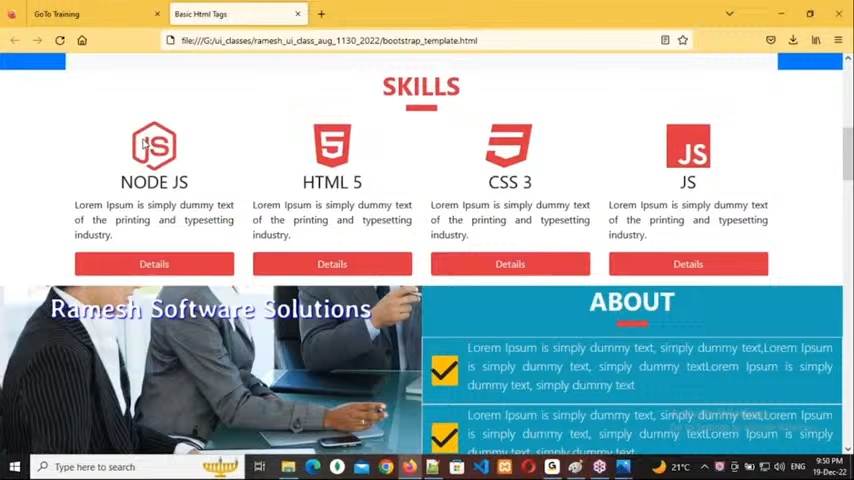 GoTo Training
Basic Html Tags
file:///G:/ui_classes/ramesh_ui_class_aug_1130_2022/bootstrap_template.html
SKILLS
NODE JS
Lorem Ipsum is simply dummy text
of the printing and typesetting
industry.
Details
HTML 5
Lorem Ipsum is simply dummy text
of the printing and typesetting
industry.
Details
CSS 3
Lorem Ipsum is simply dummy text
of the printing and typesetting
industry.
Details
JS
JS
Lorem Ipsum is simply dummy text
of the printing and typesetting
industry.
Details
Ramesh Software Solutions
ABOUT
Lorem Ipsum is simply dummy text, simply dummy text,Lorem
Ipsum is simply dummy text, simply dummy textLorem Ipsum is simply
dummy text, simply dummy text
Lorem Ipsum is simply dummy text, simply dummy text,Lorem
Ipsum is simply dummy text, simply dummy textLorem Ipsum is simply
Type here to search
21°C
ENG
9:50 PM
19-Dec-22